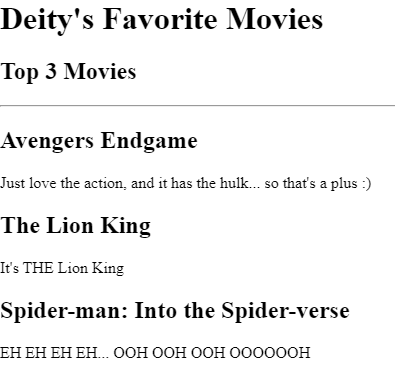 Deity's Favorite Movies
Top 3 Movies
Avengers Endgame
Just love the action, and it has the hulk... so that's a plus :)
The Lion King
It's THE Lion King
Spider-man: Into the Spider-verse
EH EH EH EH... OOH OOH OOH OOOOOOH